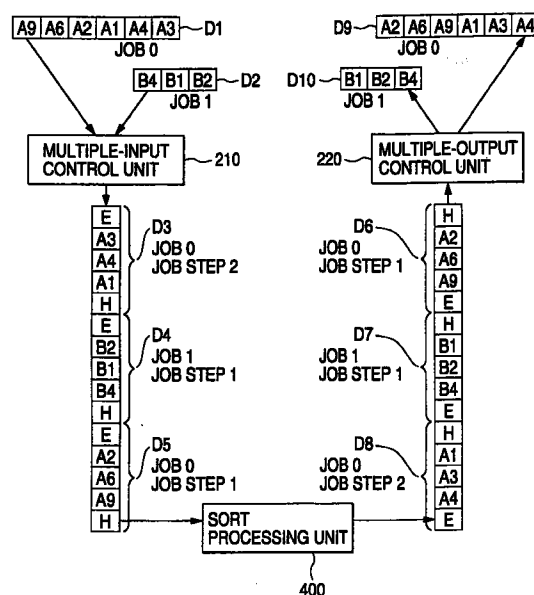 A9 A6 A2 A1 A4 A3 D1
JOB 0
B4 B1 B2 D2
JOB 1
MULTIPLE-INPUT
CONTROL UNIT
210
D9 A2 A6 A9 A1 A3 A4
JOB 0
D10 B1 B2 B4
JOB 1
220
MULTIPLE-OUTPUT
CONTROL UNIT
E
A3
A4
A1
H
D3
JOB 0
JOB STEP 2
E
B2
B1
B4
H
D4
JOB 1
JOB STEP 1
E
A2
A6
A9
H
D5
JOB 0
JOB STEP 1
D6
JOB 0
JOB STEP 1
H
A2
A6
A9
E
D7
JOB 1
JOB STEP 1
H
B1
B2
B4
E
D8
JOB 0
JOB STEP 2
H
A1
A3
A4
E
SORT
PROCESSING UNIT
400